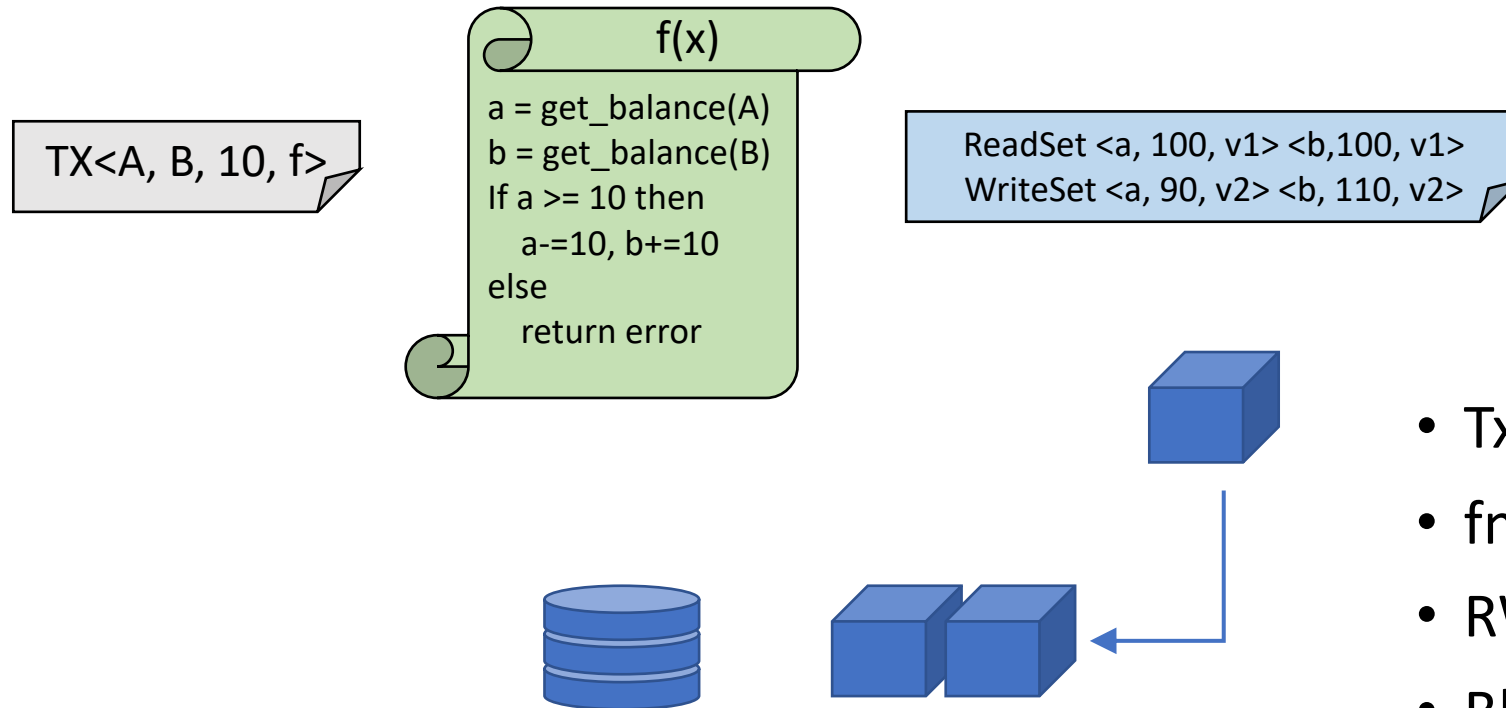 TX<A, B, 10, f>
f(x)
a = get_balance(A)
b = get_balance(B)
If a >= 10 then
a-=10, b+=10
else
return error
ReadSet <a, 100, v1> <b,100, v1>
WriteSet <a, 90, v2> <b, 110, v2>